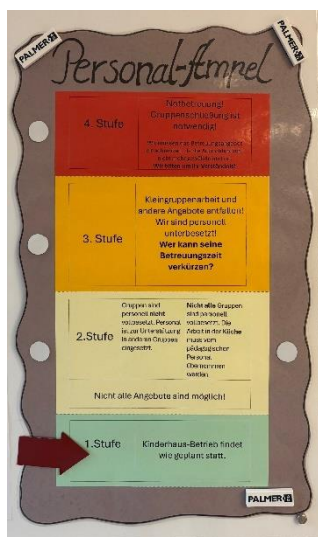 PALMER
PALMER
Personal-Ampel
4. Stufe
Notbetreuung!
Gruppenschließung ist
notwendig!
3. Stufe
Kleingruppenarbeit und
andere Angebote entfallen!
Wir sind personell
unterbesetzt!
Wer kann seine
Betreuungszeit
verkürzen?
2.Stufe
Gruppen sind
personell nicht
vollbesetzt. Personal
ist zur Unterstützung
in anderen Gruppen
eingesetzt.
Nicht alle Gruppen
sind personell
vollbesetzt. Die
Arbeit in der Küche
muss vom
pädagogischen
Personal
übernommen
werden
Nicht alle Angebote sind möglich!
1.Stufe
Kinderhaus-Betrieb findet
wie geplant statt.
PALMER